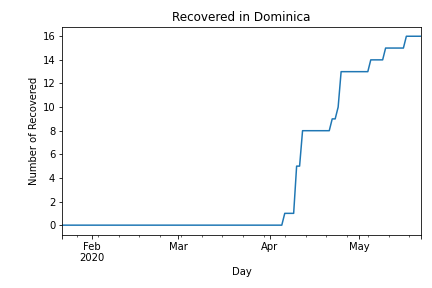 Recovered in Dominica
Number of Recovered
16
14
12
10
8
6
4
2
0
Feb
2020
Mar
Apr
May
Day